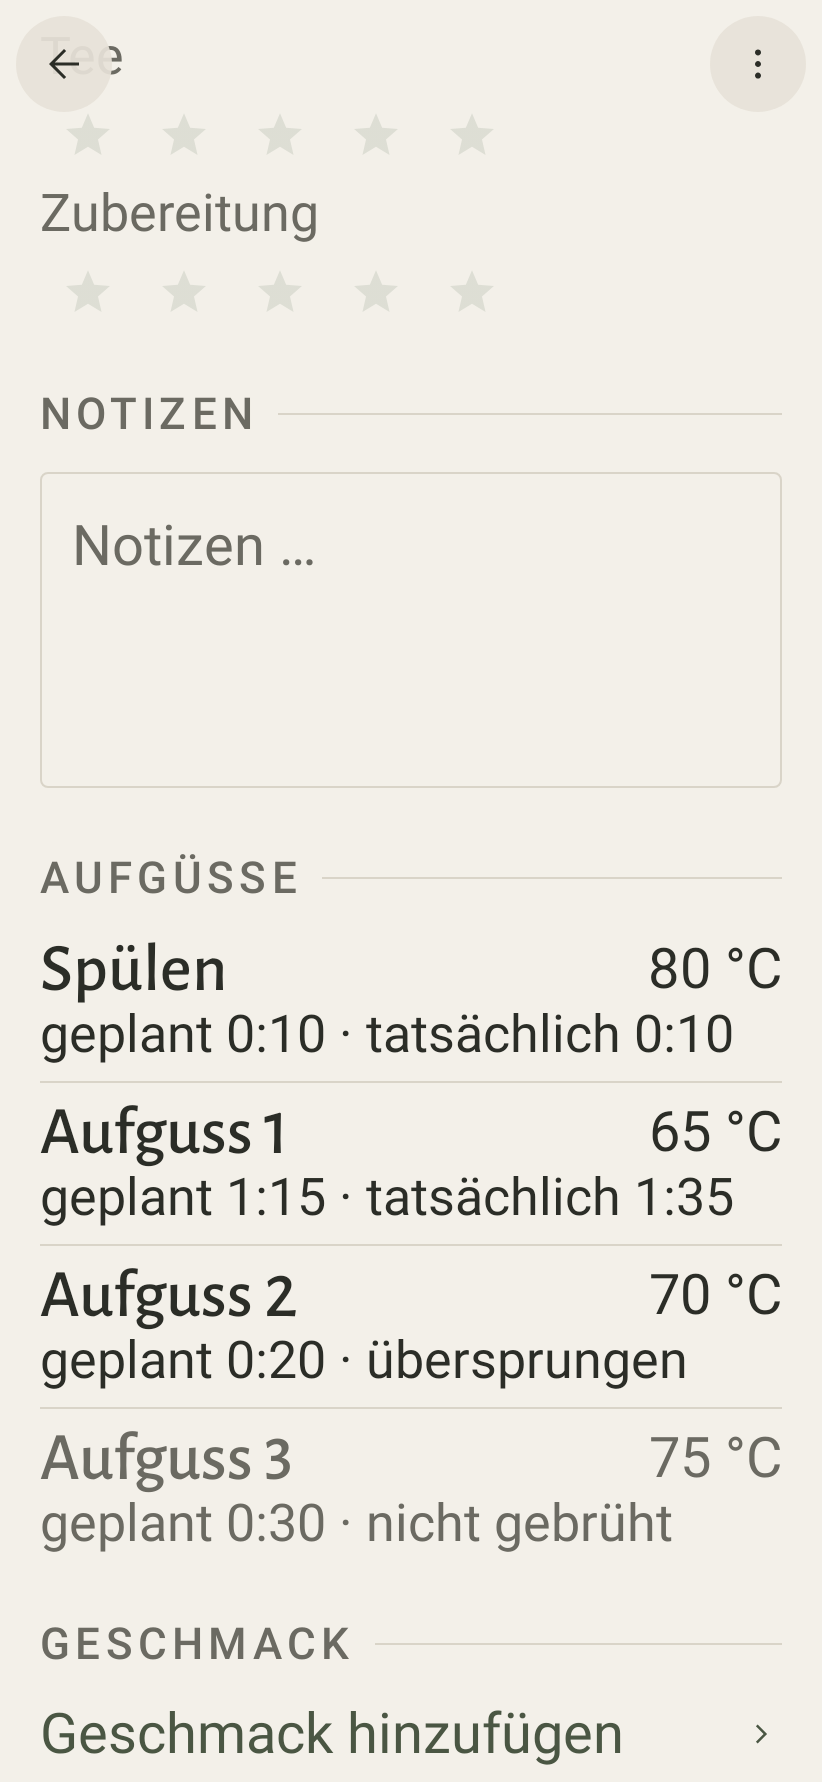 Tee
Zubereitung
NOTIZEN
Notizen …
AUFGÜSSE
Spülen 80 °C
geplant 0:10 · tatsächlich 0:10
Aufguss 1 65 °C
geplant 1:15 · tatsächlich 1:35
Aufguss 2 70 °C
geplant 0:20 · übersprungen
Aufguss 3 75 °C
geplant 0:30 · nicht gebrüht
GESCHMACK
Geschmack hinzufügen